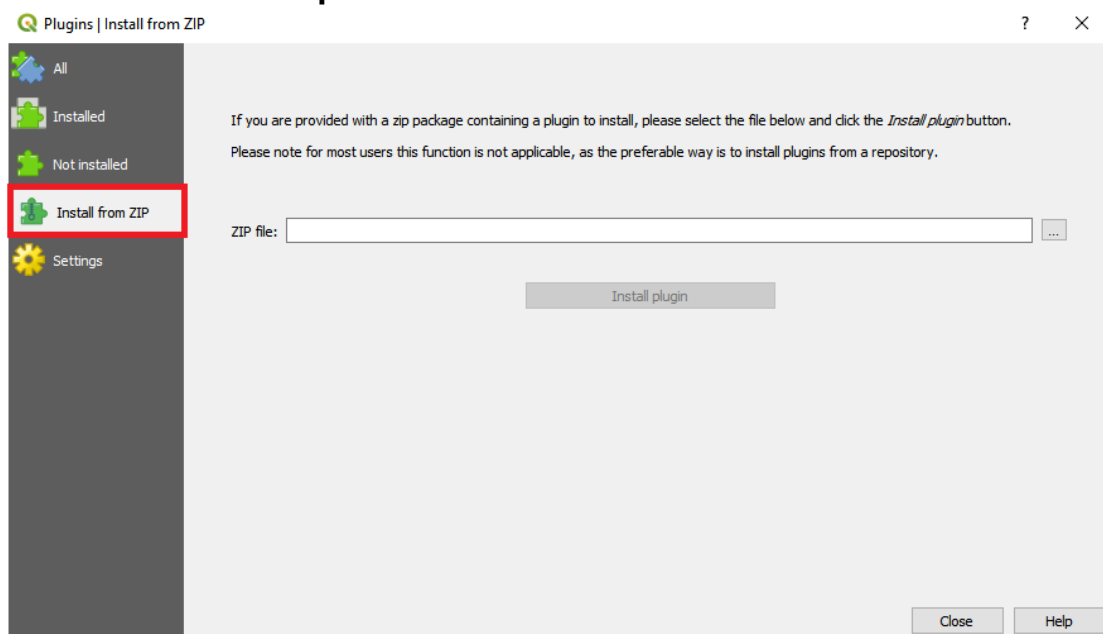 Plugins | Install from ZIP
?
All
Installed
Not installed
Install from ZIP
Settings
If you are provided with a zip package containing a plugin to install, please select the file below and click the Install plugin button.
Please note for most users this function is not applicable, as the preferable way is to install plugins from a repository.
ZIP file:
...
Install plugin
Close
Help